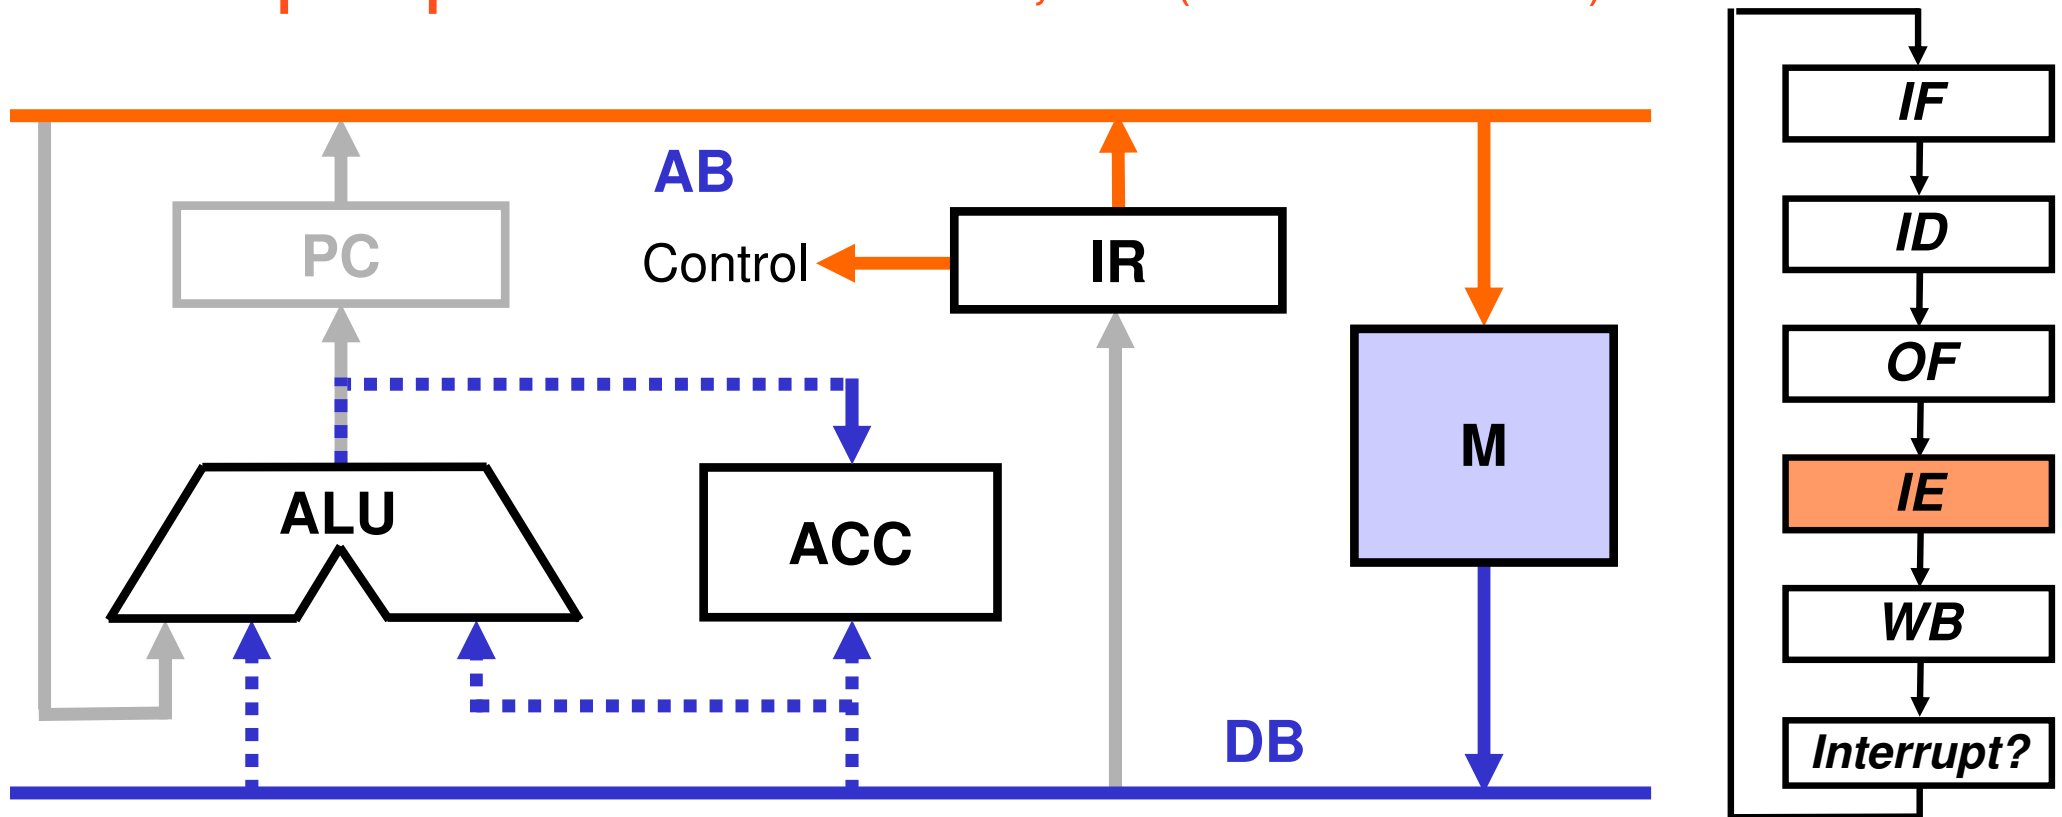 AB
PC
Control
IR
M
ALU
ACC
DB
IF
ID
OF
IE
WB
Interrupt?